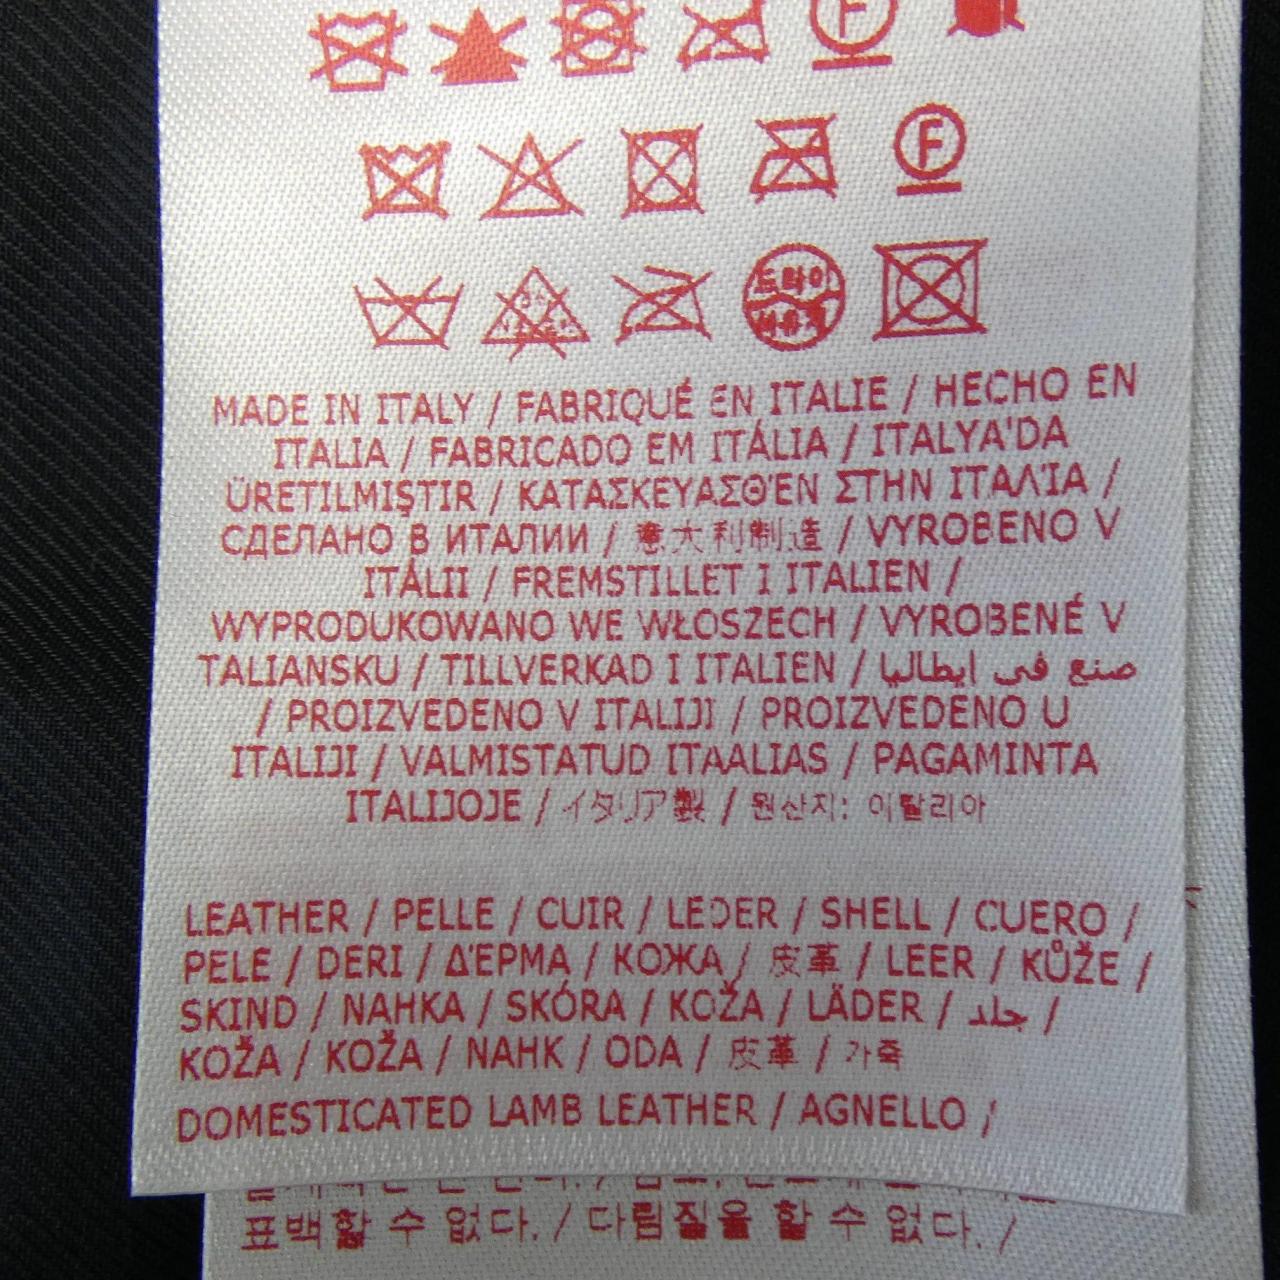 F
F
드라이
MADE IN ITALY / FABRIQUÉ EN ITALIE / HECHO EN
ITALIA / FABRICADO EM ITÁLIA / ITALYA'DA
ÜRETILMIŞTIR / ΚΑΤΑΣΚΕΥΑΣΘΈΝ ΣΤΗΝ ΙΤΑΛΊΑ /
СДЕЛАНО В ИТАЛИИ / 意大利制造 / VYROBENO V
ITÁLII / FREMSTILLET I ITALIEN /
WYPRODUKOWANO WE WŁOSZECH / VYROBENÉ V
TALIANSKU / TILLVERKAD I ITALIEN / صنع في ايطاليا
/ PROIZVEDENO V ITALIJI / PROIZVEDENO U
ITALIJI / VALMISTATUD ITAALIAS / PAGAMINTA
ITALIJOJE / イタリア製 / 원산지: 이탈리아
LEATHER / PELLE / CUIR / LEDER / SHELL / CUERO /
PELE / DERI / ΔΈΡΜΑ / КОЖА / 皮革 / LEER / KŮŽE /
SKIND / NAHKA / SKÓRA / KOŽA / LÄDER / جلد /
KOŽA / KOŽA / NAHK / ODA / 皮革 / 가죽
DOMESTICATED LAMB LEATHER / AGNELLO /
표백할 수 없다. / 다림질을 할 수 없다. /